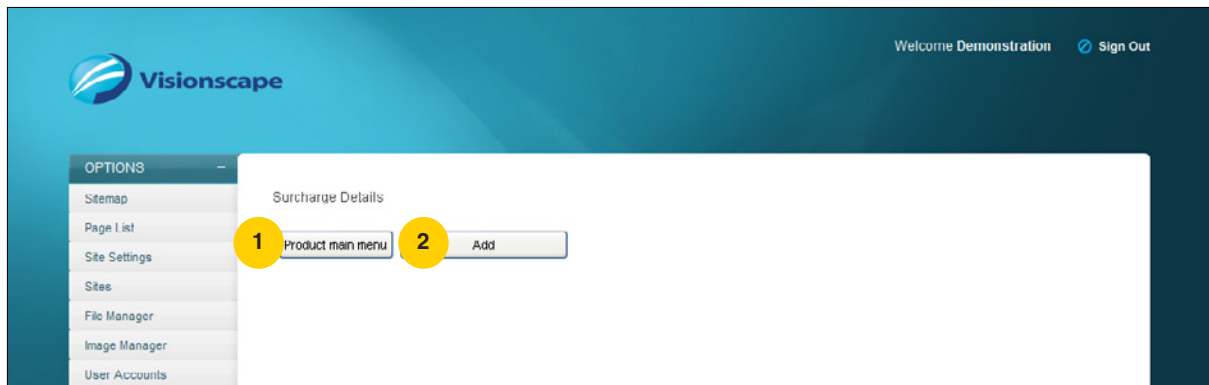 Welcome Demonstration Sign Out
Visionscape
OPTIONS –
Sitemap
Surcharge Details
Page List
1 Product main menu 2 Add
Site Settings
Sites
File Manager
Image Manager
User Accounts